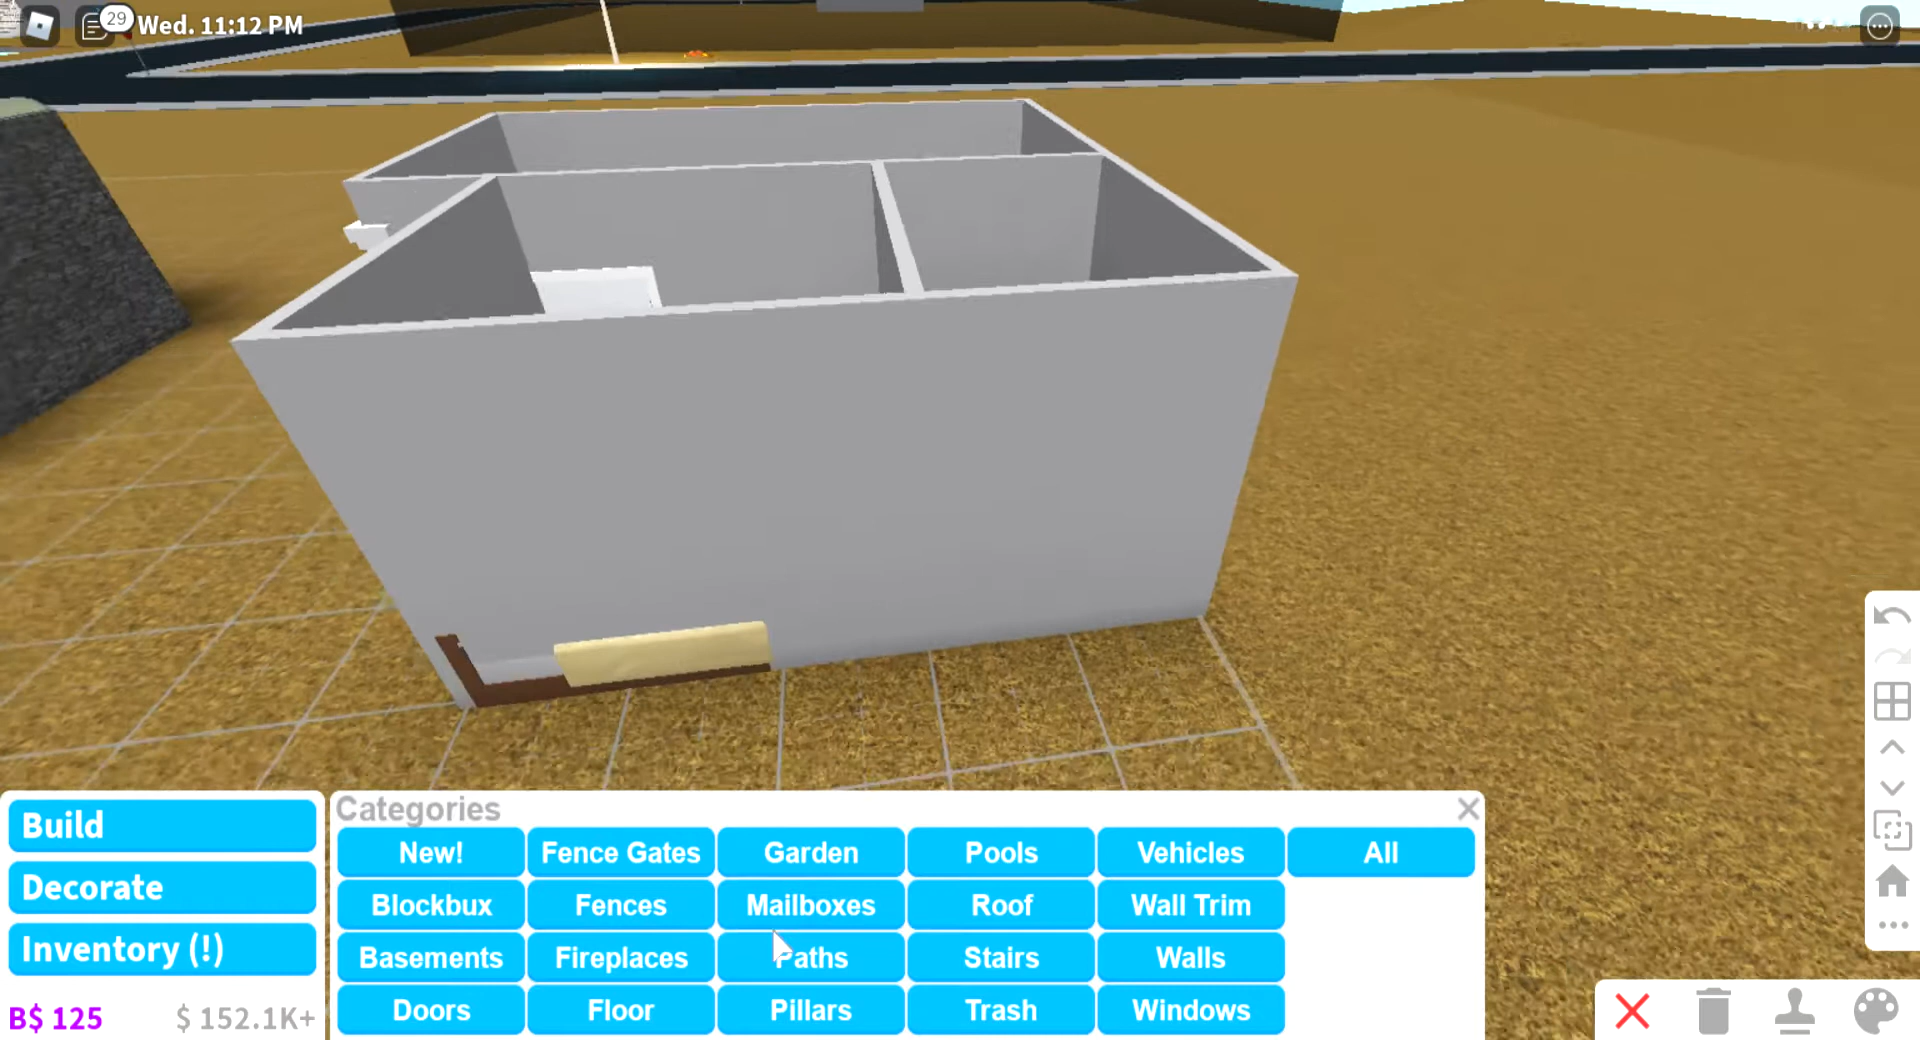 29
Wed. 11:12 PM
Build
Decorate
Inventory (!)
B$ 125
$ 152.1K+
Categories
New!
Fence Gates
Garden
Pools
Vehicles
All
Blockbux
Fences
Mailboxes
Roof
Wall Trim
Basements
Fireplaces
Paths
Stairs
Walls
Doors
Floor
Pillars
Trash
Windows